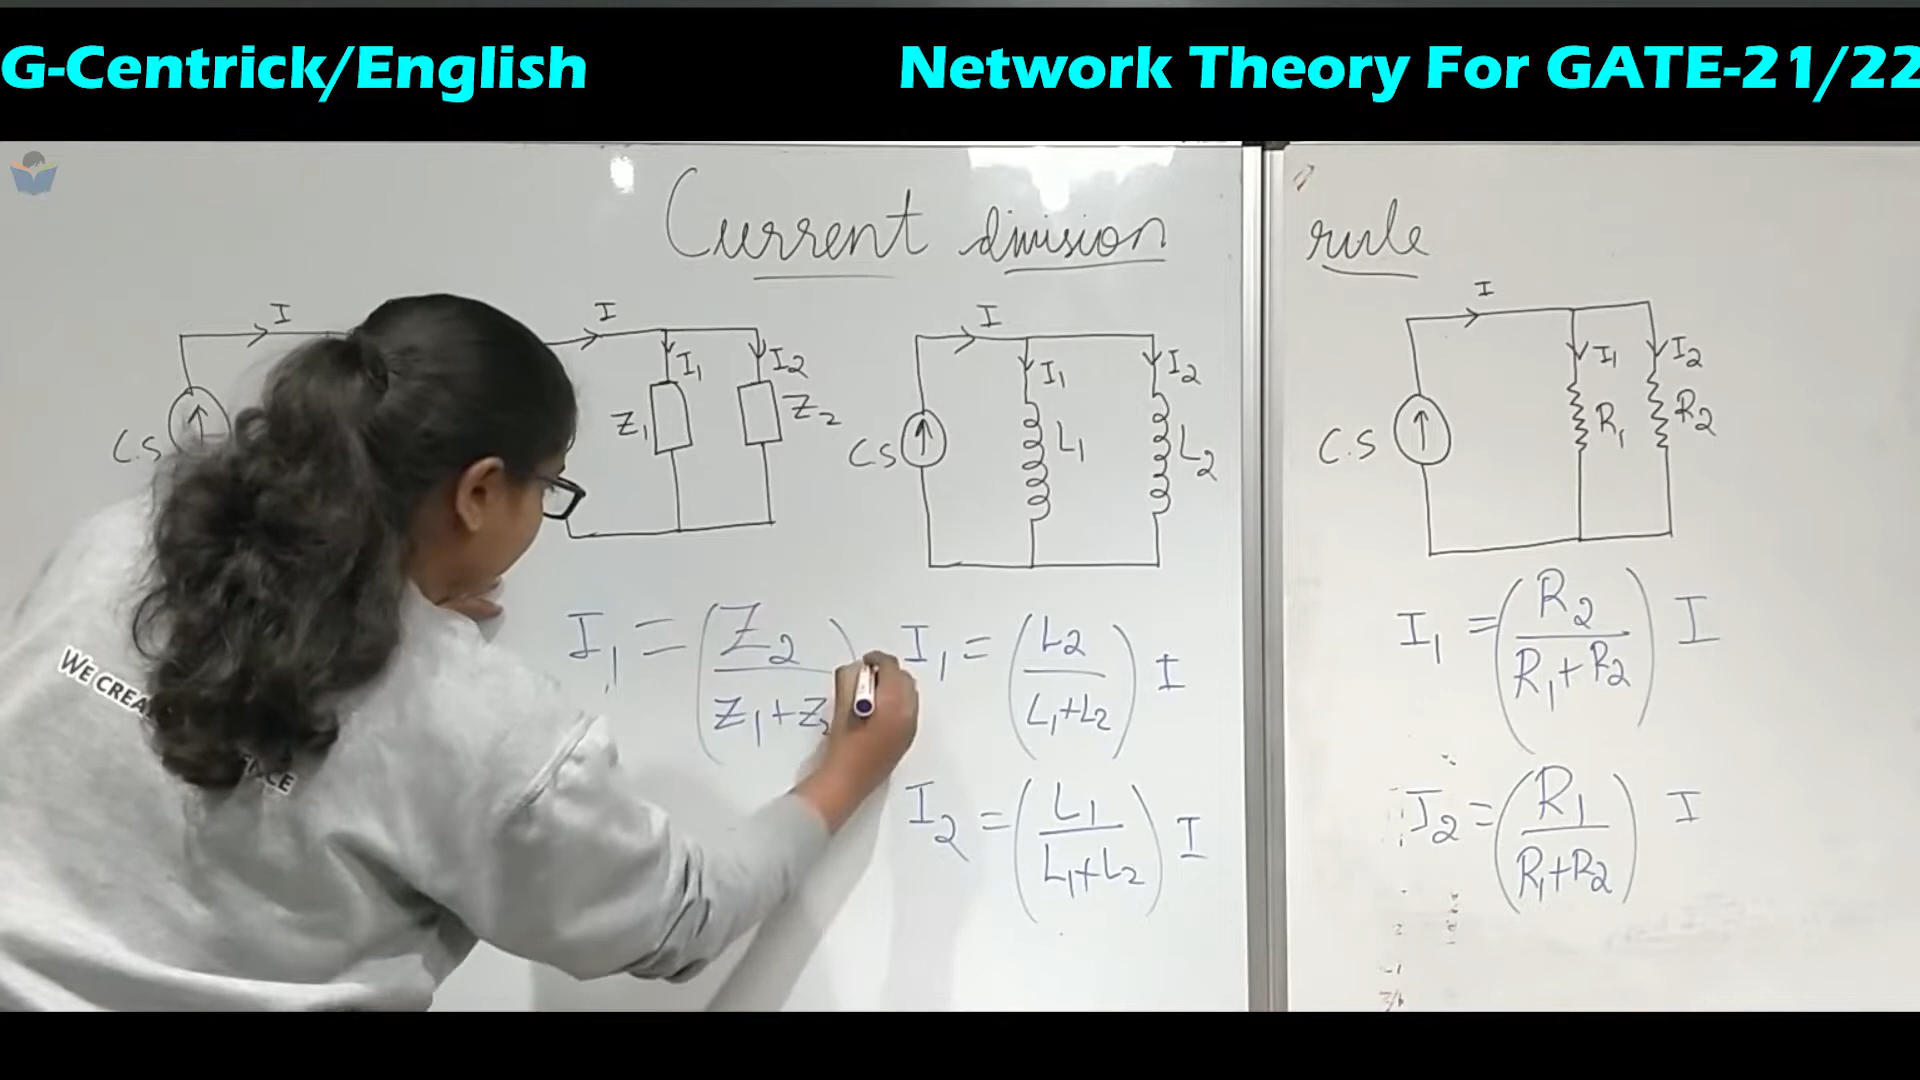 G-Centrick/English
Network Theory For GATE-21/22
Current division rule
I
C.S
I
I1
I2
Z1
Z2
I
I1
I2
C.S
L1
L2
I
I1
I2
C.S
R1
R2
I1 = (Z2 / Z1+Z2
I1 = (L2 / L1+L2) I
I2 = (L1 / L1+L2) I
I1 = (R2 / R1+R2) I
I2 = (R1 / R1+R2) I
WE CREA
ENCE